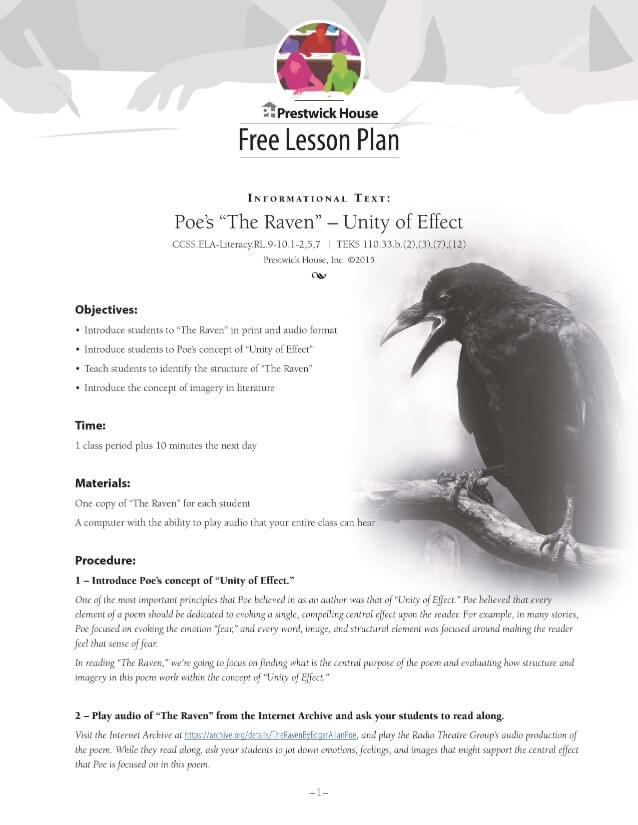 PH Prestwick House
Free Lesson Plan
Informational Text:
Poe's "The Raven" – Unity of Effect
CCSS.ELA-Literacy.RL.9-10.1-2,5,7 | TEKS 110.33.b.(2),(3),(7),(12)
Prestwick House, Inc. ©2015
Objectives:
• Introduce students to "The Raven" in print and audio format
• Introduce students to Poe's concept of "Unity of Effect"
• Teach students to identify the structure of "The Raven"
• Introduce the concept of imagery in literature
Time:
1 class period plus 10 minutes the next day
Materials:
One copy of "The Raven" for each student
A computer with the ability to play audio that your entire class can hear
Procedure:
1 – Introduce Poe's concept of "Unity of Effect."
One of the most important principles that Poe believed in as an author was that of "Unity of Effect." Poe believed that every
element of a poem should be dedicated to evoking a single, compelling central effect upon the reader. For example, in many stories,
Poe focused on evoking the emotion "fear," and every word, image, and structural element was focused around making the reader
feel that sense of fear.
In reading "The Raven," we're going to focus on finding what is the central purpose of the poem and evaluating how structure and
imagery in this poem work within the concept of "Unity of Effect."
2 – Play audio of "The Raven" from the Internet Archive and ask your students to read along.
Visit the Internet Archive at https://archive.org/details/TheRavenByEdgarAllanPoe, and play the Radio Theatre Group's audio production of
the poem. While they read along, ask your students to jot down emotions, feelings, and images that might support the central effect
that Poe is focused on in this poem.
–1–